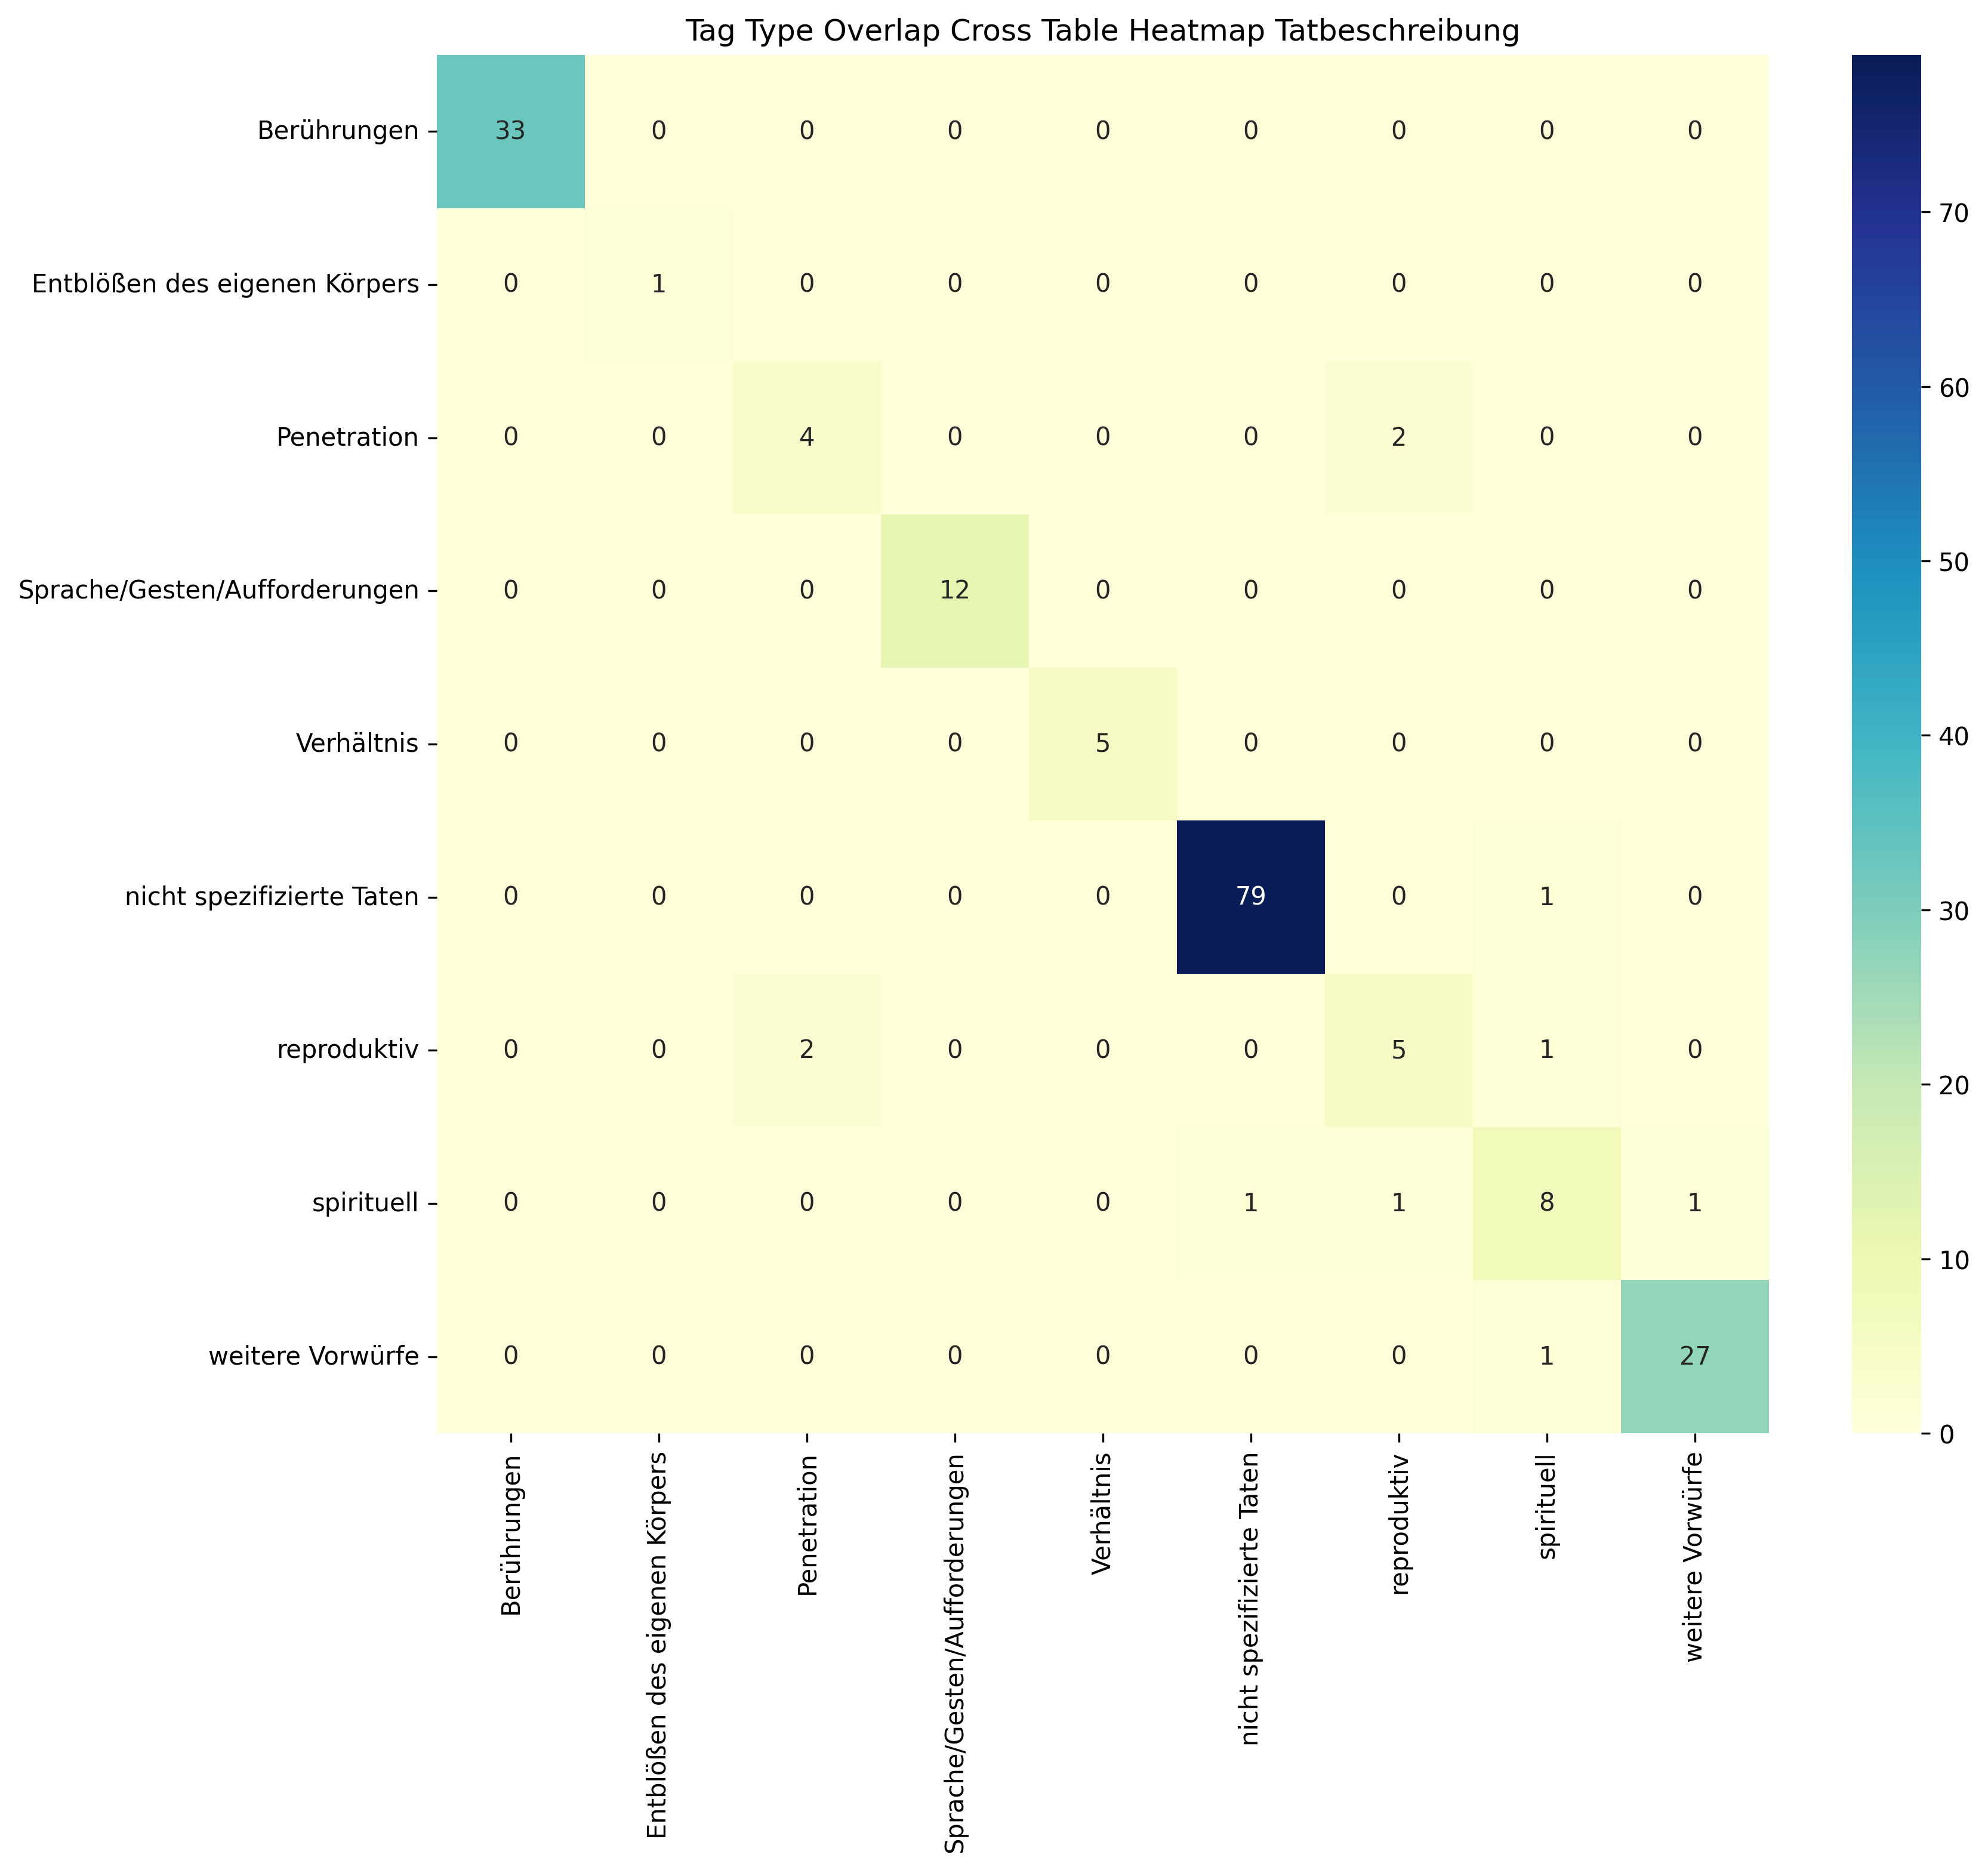 Tag Type Overlap Cross Table Heatmap Tatbeschreibung
Berührungen 33 0 0 0 0 0 0 0 0
Entblößen des eigenen Körpers 0 1 0 0 0 0 0 0 0
Penetration 0 0 4 0 0 0 2 0 0
Sprache/Gesten/Aufforderungen 0 0 0 12 0 0 0 0 0
Verhältnis 0 0 0 0 5 0 0 0 0
nicht spezifizierte Taten 0 0 0 0 0 79 0 1 0
reproduktiv 0 0 2 0 0 0 5 1 0
spirituell 0 0 0 0 0 1 1 8 1
weitere Vorwürfe 0 0 0 0 0 0 0 1 27
Berührungen
Entblößen des eigenen Körpers
Penetration
Sprache/Gesten/Aufforderungen
Verhältnis
nicht spezifizierte Taten
reproduktiv
spirituell
weitere Vorwürfe
70
60
50
40
30
20
10
0